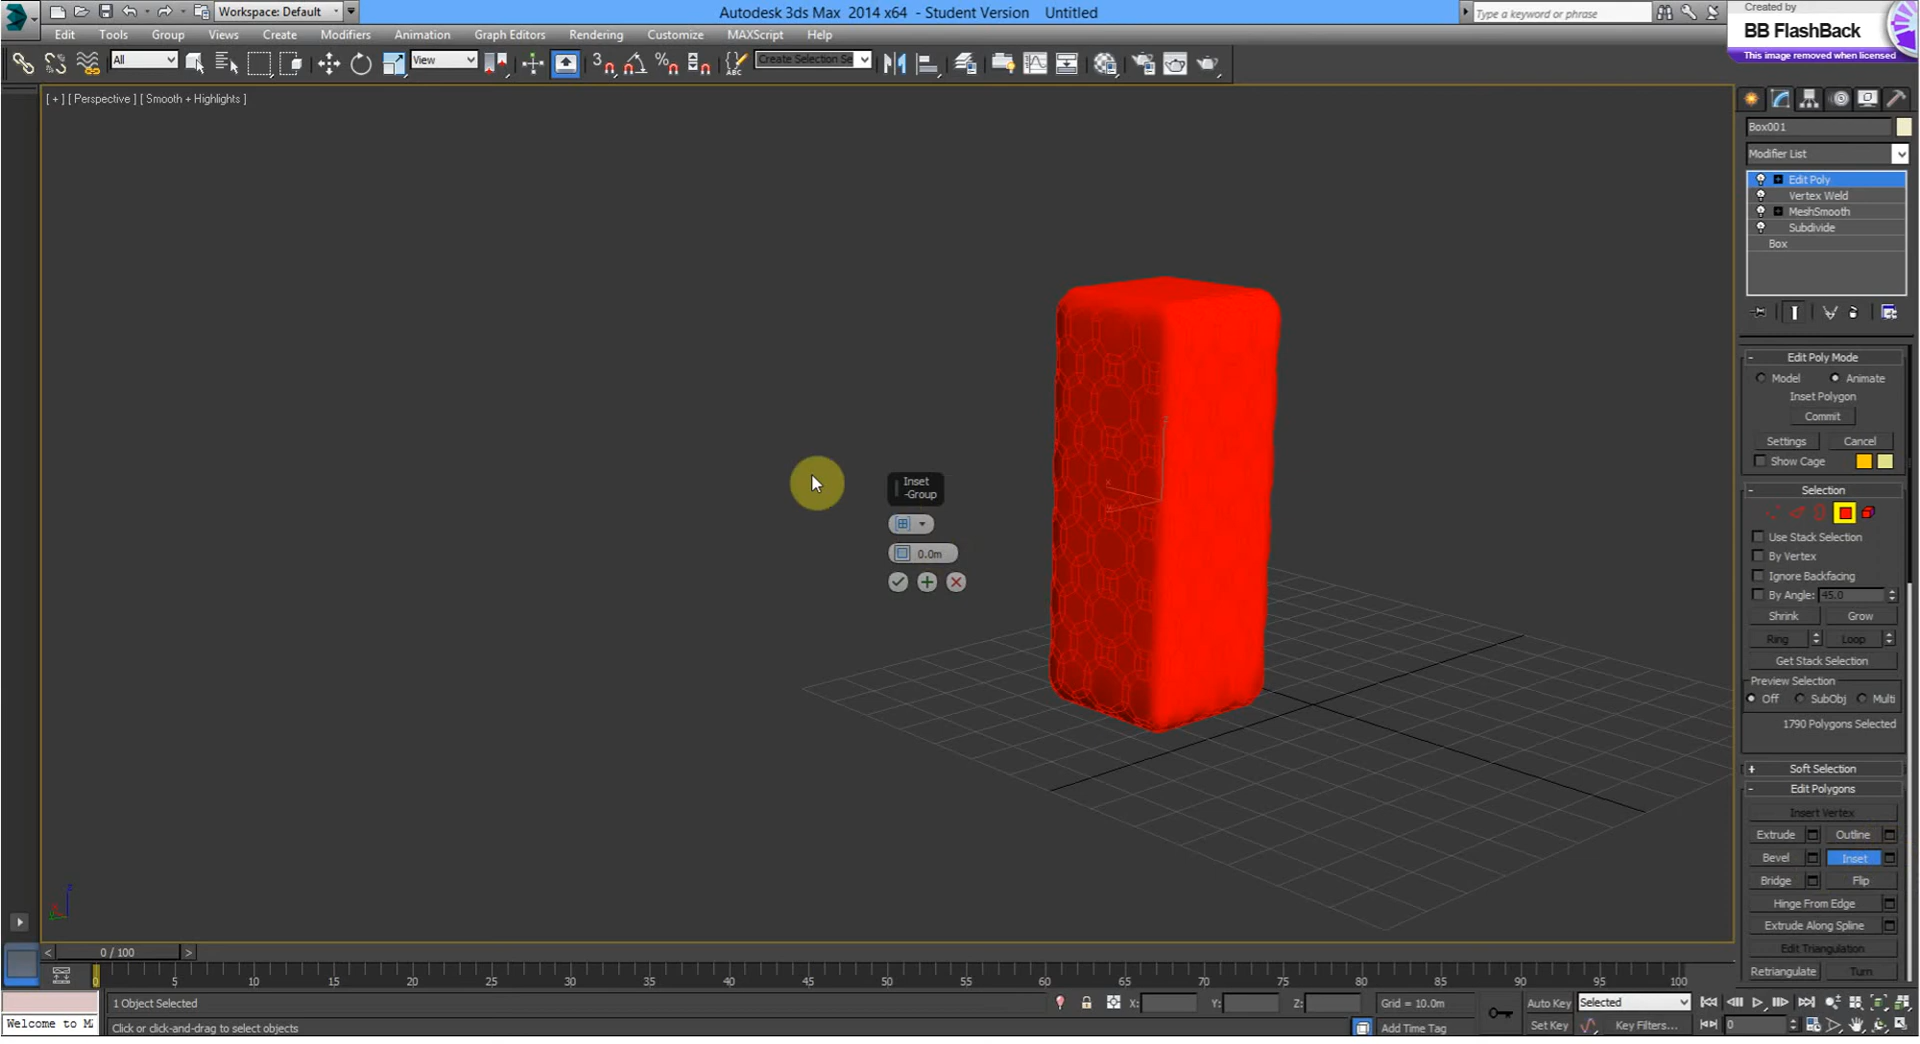 Workspace: Default
Autodesk 3ds Max 2014 x64 - Student Version Untitled
Type a keyword or phrase
Created by
BB FlashBack
This image removed when licensed
Edit Tools Group Views Create Modifiers Animation Graph Editors Rendering Customize MAXScript Help
All
View
3
ABC
Create Selection Se
[ + ] [ Perspective ] [ Smooth + Highlights ]
Box001
Modifier List
Edit Poly
Vertex Weld
MeshSmooth
Subdivide
Box
Edit Poly Mode
Model Animate
Inset Polygon
Commit
Settings Cancel
Show Cage
Selection
Use Stack Selection
By Vertex
Ignore Backfacing
By Angle: 45.0
Shrink Grow
Ring Loop
Get Stack Selection
Preview Selection
Off SubObj Multi
1790 Polygons Selected
Soft Selection
Edit Polygons
Insert Vertex
Extrude Outline
Bevel Inset
Bridge Flip
Hinge From Edge
Extrude Along Spline
Edit Triangulation
Retriangulate Turn
Inset
-Group
0.0m
z
x
z
< 0 / 100 >
0 5 10 15 20 25 30 35 40 45 50 55 60 65 70 75 80 85 90 95 100
1 Object Selected
X: Y: Z: Grid = 10.0m
Auto Key Selected
Welcome to M
Click or click-and-drag to select objects
Add Time Tag
Set Key Key Filters... 0